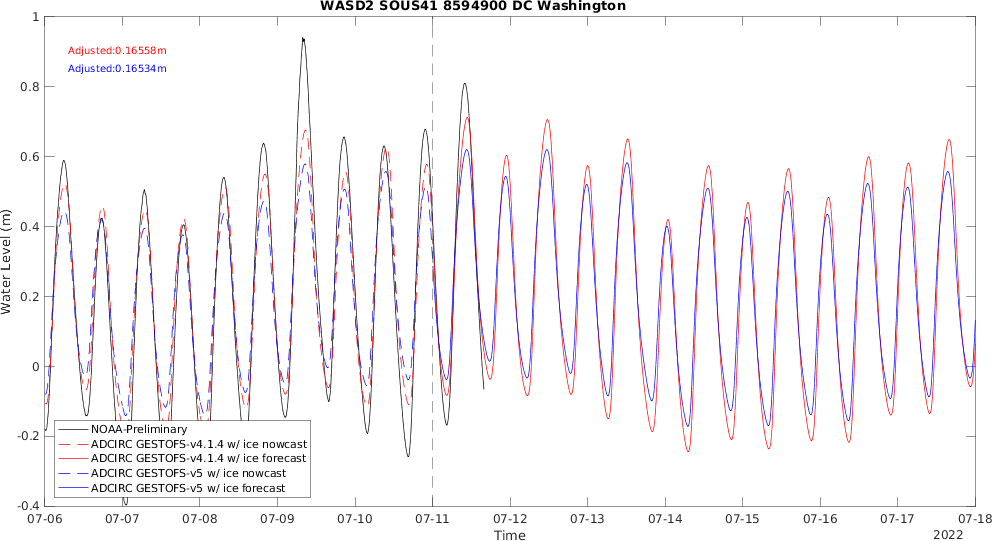 WASD2 SOUS41 8594900 DC Washington
Adjusted:0.16558m
Adjusted:0.16534m
Water Level (m)
1
0.8
0.6
0.4
0.2
0
-0.2
-0.4
NOAA-Preliminary
ADCIRC GESTOFS-v4.1.4 w/ ice nowcast
ADCIRC GESTOFS-v4.1.4 w/ ice forecast
ADCIRC GESTOFS-v5 w/ ice nowcast
ADCIRC GESTOFS-v5 w/ ice forecast
07-06 07-07 07-08 07-09 07-10 07-11 07-12 07-13 07-14 07-15 07-16 07-17 07-18
Time
2022